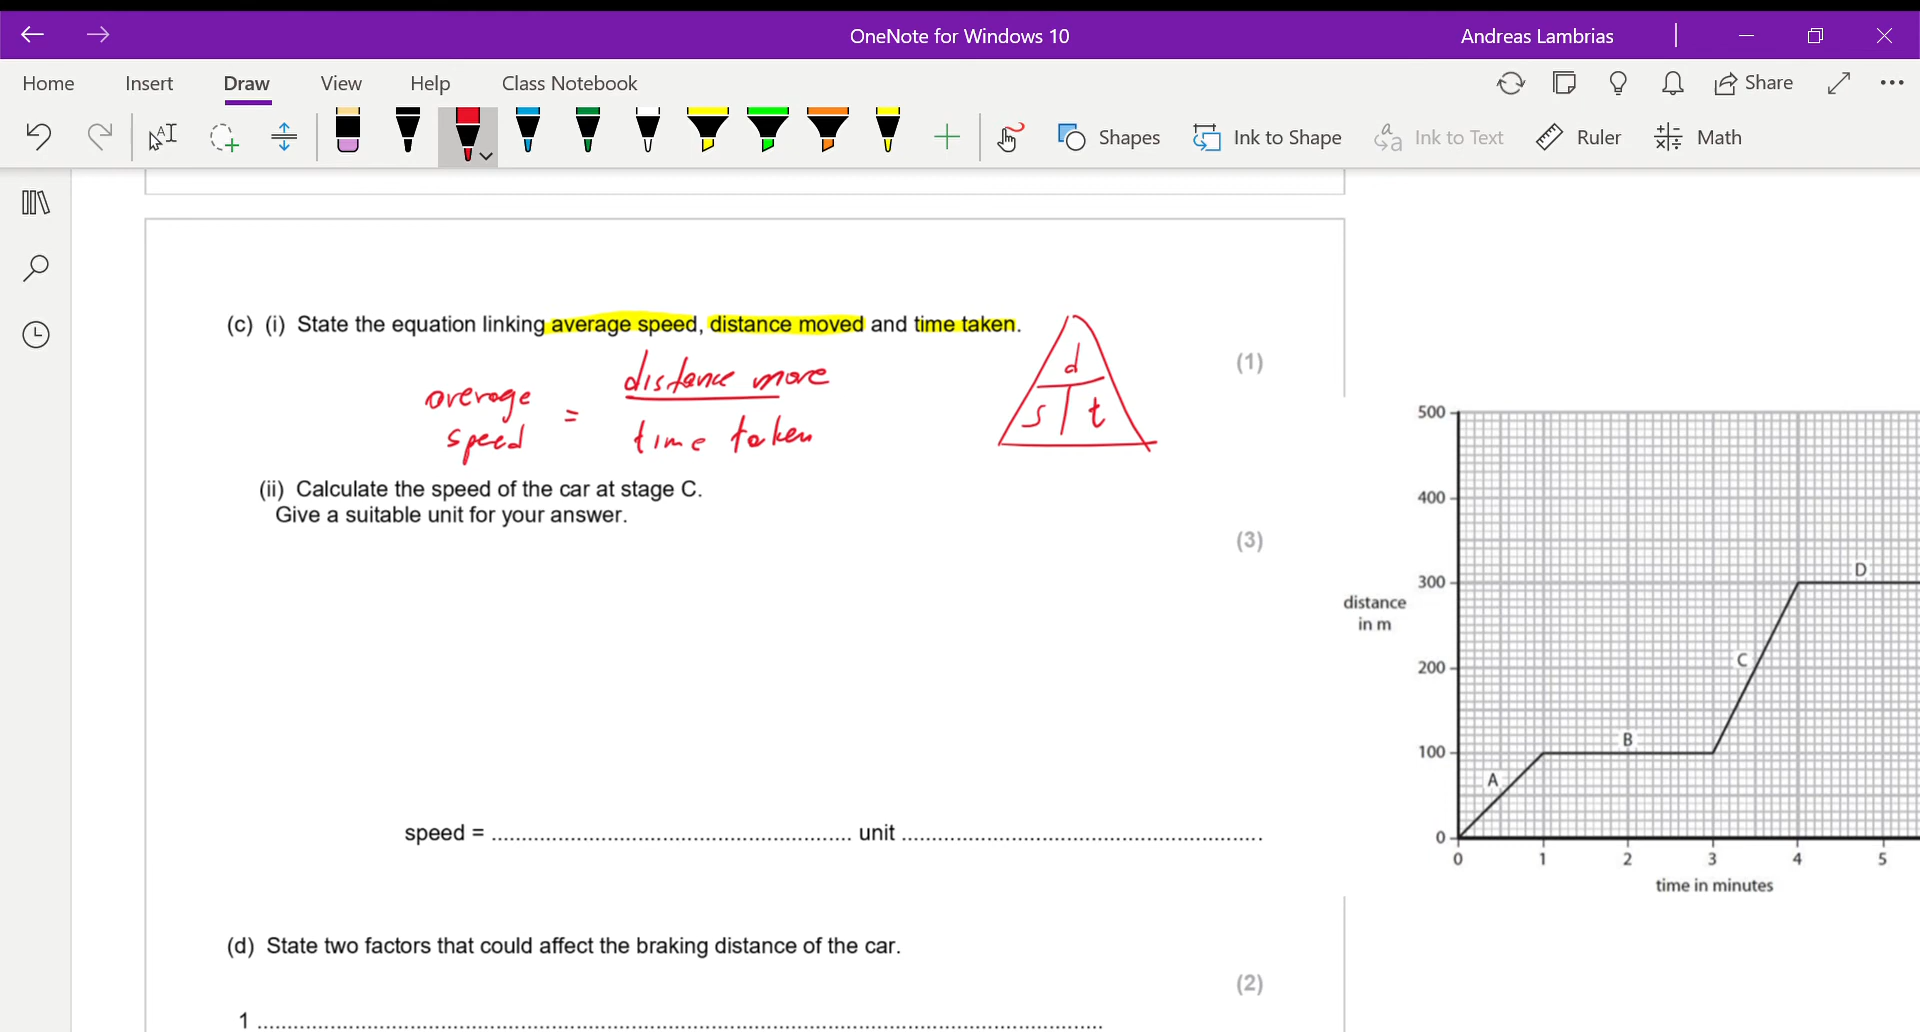 OneNote for Windows 10
Andreas Lambrias
Home Insert Draw View Help Class Notebook
Share
Shapes Ink to Shape Ink to Text Ruler Math
(c) (i) State the equation linking average speed, distance moved and time taken.
(1)
average speed = distance move
time taken
d
s t
(ii) Calculate the speed of the car at stage C.
Give a suitable unit for your answer.
(3)
speed = ............................................................ unit ............................................................
(d) State two factors that could affect the braking distance of the car.
(2)
1 ............................................................
500
400
300
200
100
0
distance
in m
A
B
C
D
0 1 2 3 4 5
time in minutes